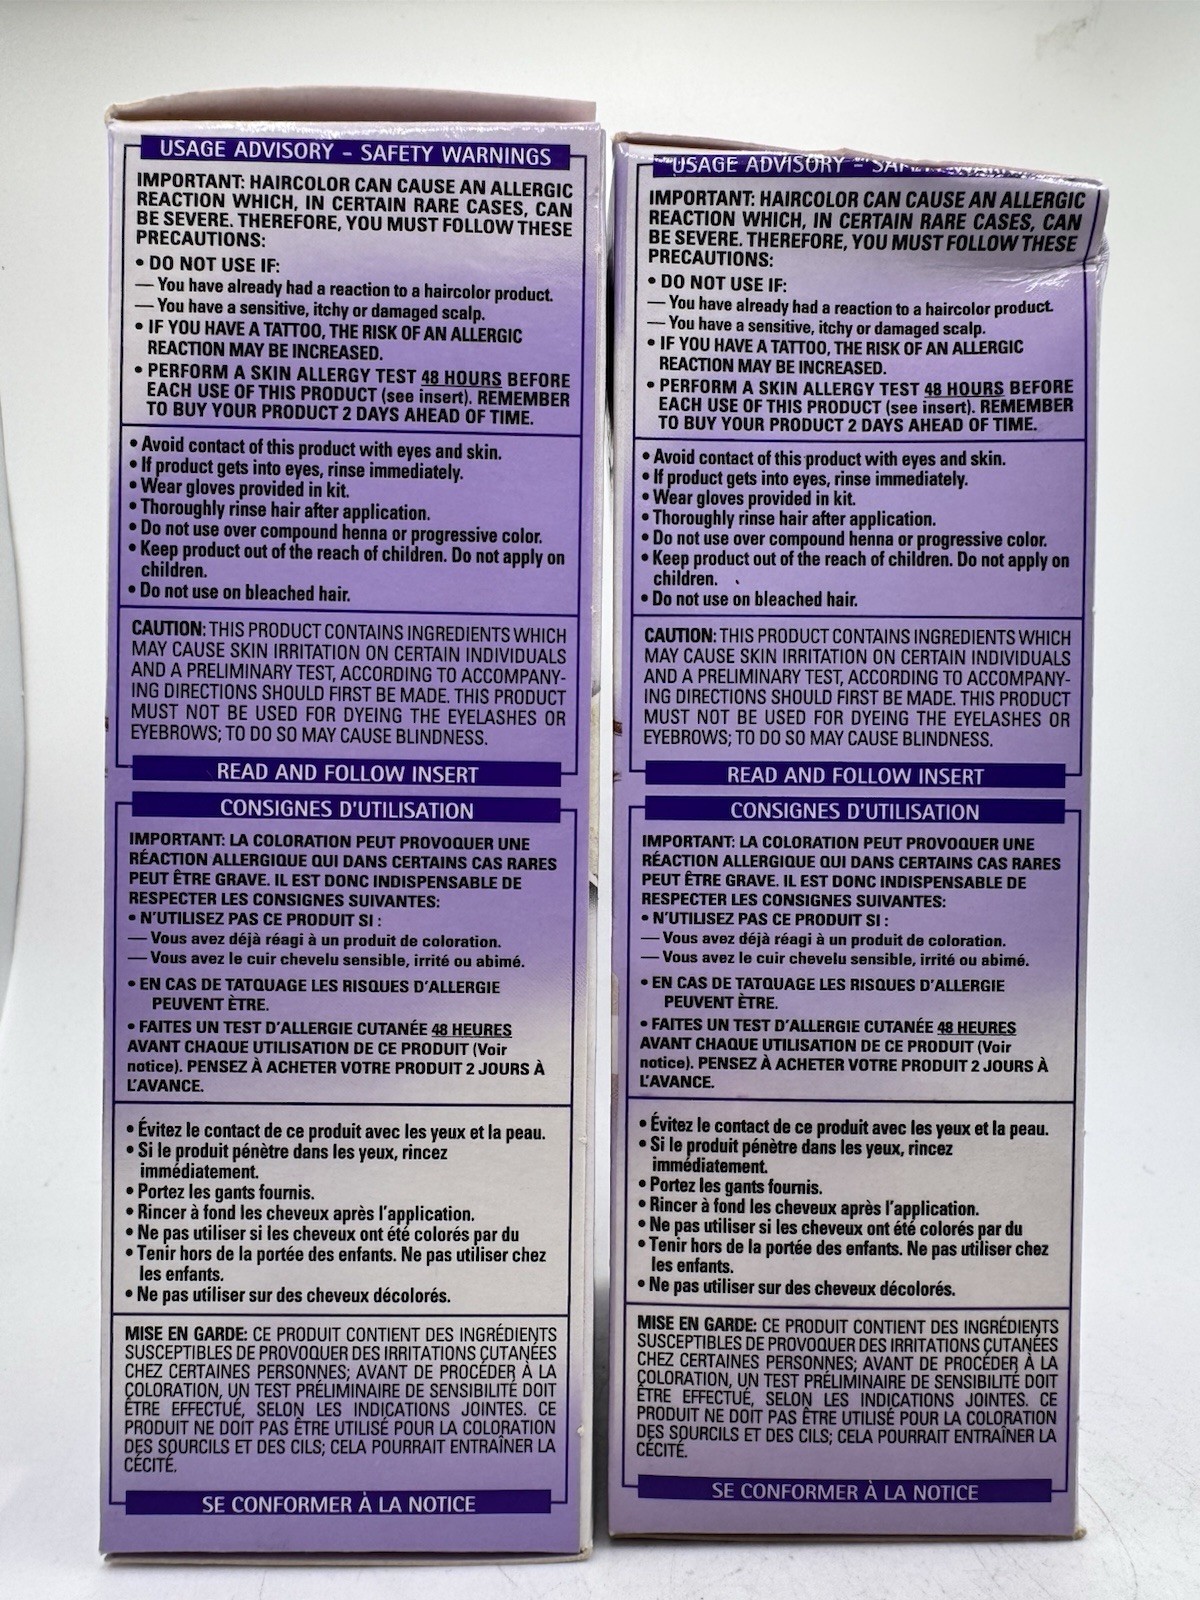 USAGE ADVISORY – SAFETY WARNINGS
IMPORTANT: HAIRCOLOR CAN CAUSE AN ALLERGIC
REACTION WHICH, IN CERTAIN RARE CASES, CAN
BE SEVERE. THEREFORE, YOU MUST FOLLOW THESE
PRECAUTIONS:
• DO NOT USE IF:
— You have already had a reaction to a haircolor product.
— You have a sensitive, itchy or damaged scalp.
• IF YOU HAVE A TATTOO, THE RISK OF AN ALLERGIC
REACTION MAY BE INCREASED.
• PERFORM A SKIN ALLERGY TEST 48 HOURS BEFORE
EACH USE OF THIS PRODUCT (see insert). REMEMBER
TO BUY YOUR PRODUCT 2 DAYS AHEAD OF TIME.
• Avoid contact of this product with eyes and skin.
• If product gets into eyes, rinse immediately.
• Wear gloves provided in kit.
• Thoroughly rinse hair after application.
• Do not use over compound henna or progressive color.
• Keep product out of the reach of children. Do not apply on
children.
• Do not use on bleached hair.
CAUTION: THIS PRODUCT CONTAINS INGREDIENTS WHICH
MAY CAUSE SKIN IRRITATION ON CERTAIN INDIVIDUALS
AND A PRELIMINARY TEST, ACCORDING TO ACCOMPANY-
ING DIRECTIONS SHOULD FIRST BE MADE. THIS PRODUCT
MUST NOT BE USED FOR DYEING THE EYELASHES OR
EYEBROWS; TO DO SO MAY CAUSE BLINDNESS.
READ AND FOLLOW INSERT
CONSIGNES D'UTILISATION
IMPORTANT: LA COLORATION PEUT PROVOQUER UNE
RÉACTION ALLERGIQUE QUI DANS CERTAINS CAS RARES
PEUT ÊTRE GRAVE. IL EST DONC INDISPENSABLE DE
RESPECTER LES CONSIGNES SUIVANTES:
• N'UTILISEZ PAS CE PRODUIT SI :
— Vous avez déjà réagi à un produit de coloration.
— Vous avez le cuir chevelu sensible, irrité ou abimé.
• EN CAS DE TATQUAGE LES RISQUES D'ALLERGIE
PEUVENT ÈTRE.
• FAITES UN TEST D'ALLERGIE CUTANÉE 48 HEURES
AVANT CHAQUE UTILISATION DE CE PRODUIT (Voir
notice). PENSEZ À ACHETER VOTRE PRODUIT 2 JOURS À
L'AVANCE.
• Évitez le contact de ce produit avec les yeux et la peau.
• Si le produit pénètre dans les yeux, rincez
immédiatement.
• Portez les gants fournis.
• Rincer à fond les cheveux après l'application.
• Ne pas utiliser si les cheveux ont été colorés par du
• Tenir hors de la portée des enfants. Ne pas utiliser chez
les enfants.
• Ne pas utiliser sur des cheveux décolorés.
MISE EN GARDE: CE PRODUIT CONTIENT DES INGRÉDIENTS
SUSCEPTIBLES DE PROVOQUER DES IRRITATIONS CUTANÉES
CHEZ CERTAINES PERSONNES; AVANT DE PROCÉDER À LA
COLORATION, UN TEST PRÉLIMINAIRE DE SENSIBILITÉ DOIT
ÊTRE EFFECTUÉ, SELON LES INDICATIONS JOINTES. CE
PRODUIT NE DOIT PAS ÊTRE UTILISÉ POUR LA COLORATION
DES SOURCILS ET DES CILS; CELA POURRAIT ENTRAÎNER LA
CÉCITÉ.
SE CONFORMER À LA NOTICE
USAGE ADVISORY –
IMPORTANT: HAIRCOLOR CAN CAUSE AN ALLERGIC
REACTION WHICH, IN CERTAIN RARE CASES, CAN
BE SEVERE. THEREFORE, YOU MUST FOLLOW THESE
PRECAUTIONS:
• DO NOT USE IF:
— You have already had a reaction to a haircolor product.
— You have a sensitive, itchy or damaged scalp.
• IF YOU HAVE A TATTOO, THE RISK OF AN ALLERGIC
REACTION MAY BE INCREASED.
• PERFORM A SKIN ALLERGY TEST 48 HOURS BEFORE
EACH USE OF THIS PRODUCT (see insert). REMEMBER
TO BUY YOUR PRODUCT 2 DAYS AHEAD OF TIME.
• Avoid contact of this product with eyes and skin.
• If product gets into eyes, rinse immediately.
• Wear gloves provided in kit.
• Thoroughly rinse hair after application.
• Do not use over compound henna or progressive color.
• Keep product out of the reach of children. Do not apply on
children.
• Do not use on bleached hair.
CAUTION: THIS PRODUCT CONTAINS INGREDIENTS WHICH
MAY CAUSE SKIN IRRITATION ON CERTAIN INDIVIDUALS
AND A PRELIMINARY TEST, ACCORDING TO ACCOMPANY-
ING DIRECTIONS SHOULD FIRST BE MADE. THIS PRODUCT
MUST NOT BE USED FOR DYEING THE EYELASHES OR
EYEBROWS; TO DO SO MAY CAUSE BLINDNESS.
READ AND FOLLOW INSERT
CONSIGNES D'UTILISATION
IMPORTANT: LA COLORATION PEUT PROVOQUER UNE
RÉACTION ALLERGIQUE QUI DANS CERTAINS CAS RARES
PEUT ÊTRE GRAVE. IL EST DONC INDISPENSABLE DE
RESPECTER LES CONSIGNES SUIVANTES:
• N'UTILISEZ PAS CE PRODUIT SI :
— Vous avez déjà réagi à un produit de coloration.
— Vous avez le cuir chevelu sensible, irrité ou abimé.
• EN CAS DE TATQUAGE LES RISQUES D'ALLERGIE
PEUVENT ÈTRE.
• FAITES UN TEST D'ALLERGIE CUTANÉE 48 HEURES
AVANT CHAQUE UTILISATION DE CE PRODUIT (Voir
notice). PENSEZ À ACHETER VOTRE PRODUIT 2 JOURS À
L'AVANCE.
• Évitez le contact de ce produit avec les yeux et la peau.
• Si le produit pénètre dans les yeux, rincez
immédiatement.
• Portez les gants fournis.
• Rincer à fond les cheveux après l'application.
• Ne pas utiliser si les cheveux ont été colorés par du
• Tenir hors de la portée des enfants. Ne pas utiliser chez
les enfants.
• Ne pas utiliser sur des cheveux décolorés.
MISE EN GARDE: CE PRODUIT CONTIENT DES INGRÉDIENTS
SUSCEPTIBLES DE PROVOQUER DES IRRITATIONS CUTANÉES
CHEZ CERTAINES PERSONNES; AVANT DE PROCÉDER À LA
COLORATION, UN TEST PRÉLIMINAIRE DE SENSIBILITÉ DOIT
ÊTRE EFFECTUÉ, SELON LES INDICATIONS JOINTES. CE
PRODUIT NE DOIT PAS ÊTRE UTILISÉ POUR LA COLORATION
DES SOURCILS ET DES CILS; CELA POURRAIT ENTRAÎNER LA
CÉCITÉ.
SE CONFORMER À LA NOTICE